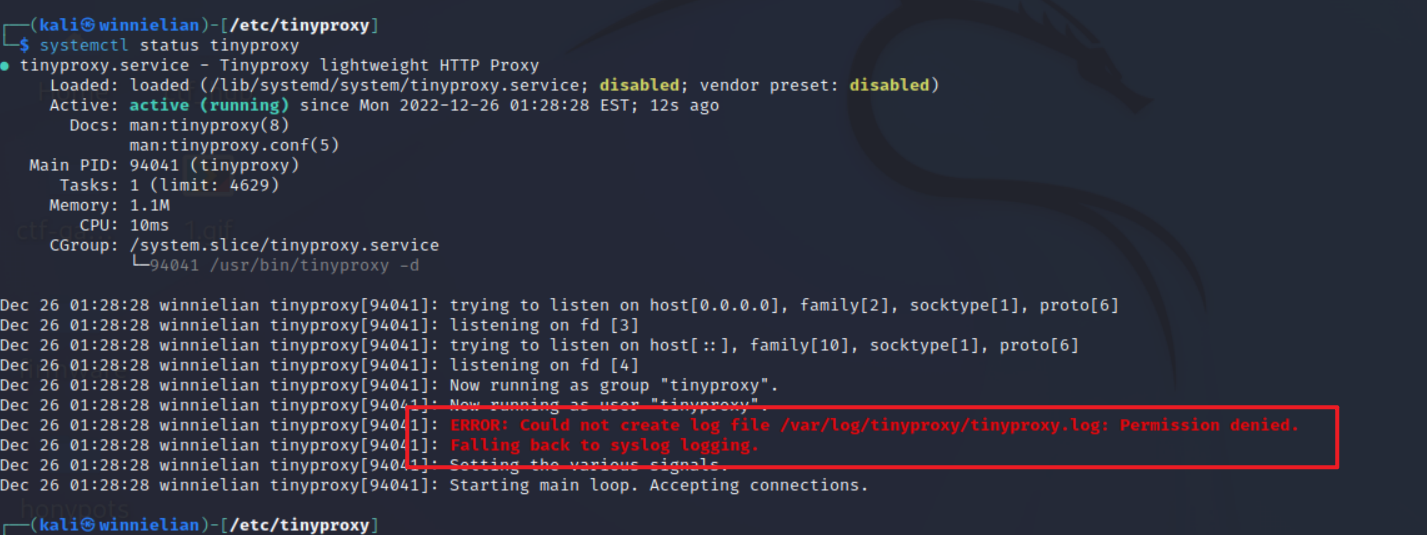 ┌──(kali㉿winnielian)-[/etc/tinyproxy]
└─$ systemctl status tinyproxy
● tinyproxy.service - Tinyproxy lightweight HTTP Proxy
Loaded: loaded (/lib/systemd/system/tinyproxy.service; disabled; vendor preset: disabled)
Active: active (running) since Mon 2022-12-26 01:28:28 EST; 12s ago
Docs: man:tinyproxy(8)
man:tinyproxy.conf(5)
Main PID: 94041 (tinyproxy)
Tasks: 1 (limit: 4629)
Memory: 1.1M
CPU: 10ms
CGroup: /system.slice/tinyproxy.service
└─94041 /usr/bin/tinyproxy -d
Dec 26 01:28:28 winnielian tinyproxy[94041]: trying to listen on host[0.0.0.0], family[2], socktype[1], proto[6]
Dec 26 01:28:28 winnielian tinyproxy[94041]: listening on fd [3]
Dec 26 01:28:28 winnielian tinyproxy[94041]: trying to listen on host[::], family[10], socktype[1], proto[6]
Dec 26 01:28:28 winnielian tinyproxy[94041]: listening on fd [4]
Dec 26 01:28:28 winnielian tinyproxy[94041]: Now running as group "tinyproxy".
Dec 26 01:28:28 winnielian tinyproxy[94041]: Now running as user "tinyproxy".
Dec 26 01:28:28 winnielian tinyproxy[94041]: ERROR: Could not create log file /var/log/tinyproxy/tinyproxy.log: Permission denied.
Dec 26 01:28:28 winnielian tinyproxy[94041]: Falling back to syslog logging.
Dec 26 01:28:28 winnielian tinyproxy[94041]: Setting the various signals.
Dec 26 01:28:28 winnielian tinyproxy[94041]: Starting main loop. Accepting connections.
┌──(kali㉿winnielian)-[/etc/tinyproxy]